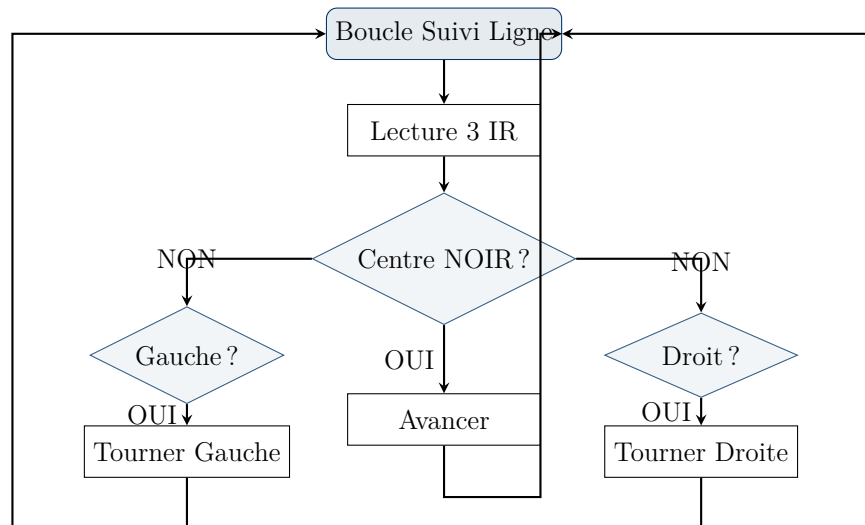 Boucle Suivi Ligne
Lecture 3 IR
Centre NOIR ?
NON
NON
Gauche ?
OUI
Droit ?
OUI
OUI
Avancer
Tourner Gauche
Tourner Droite